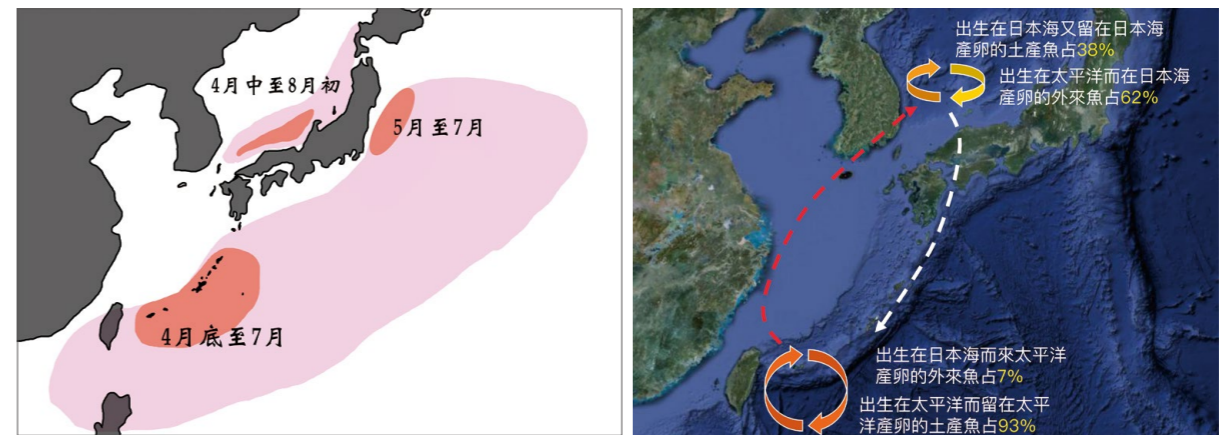 4月中至8月初
5月至7月
4月底至7月
出生在日本海又留在日本海
產卵的土產魚占38%
出生在太平洋而在日本海
產卵的外來魚占62%
出生在日本海而來太平洋
產卵的外來魚占7%
出生在太平洋而留在太平
洋產卵的土產魚占93%